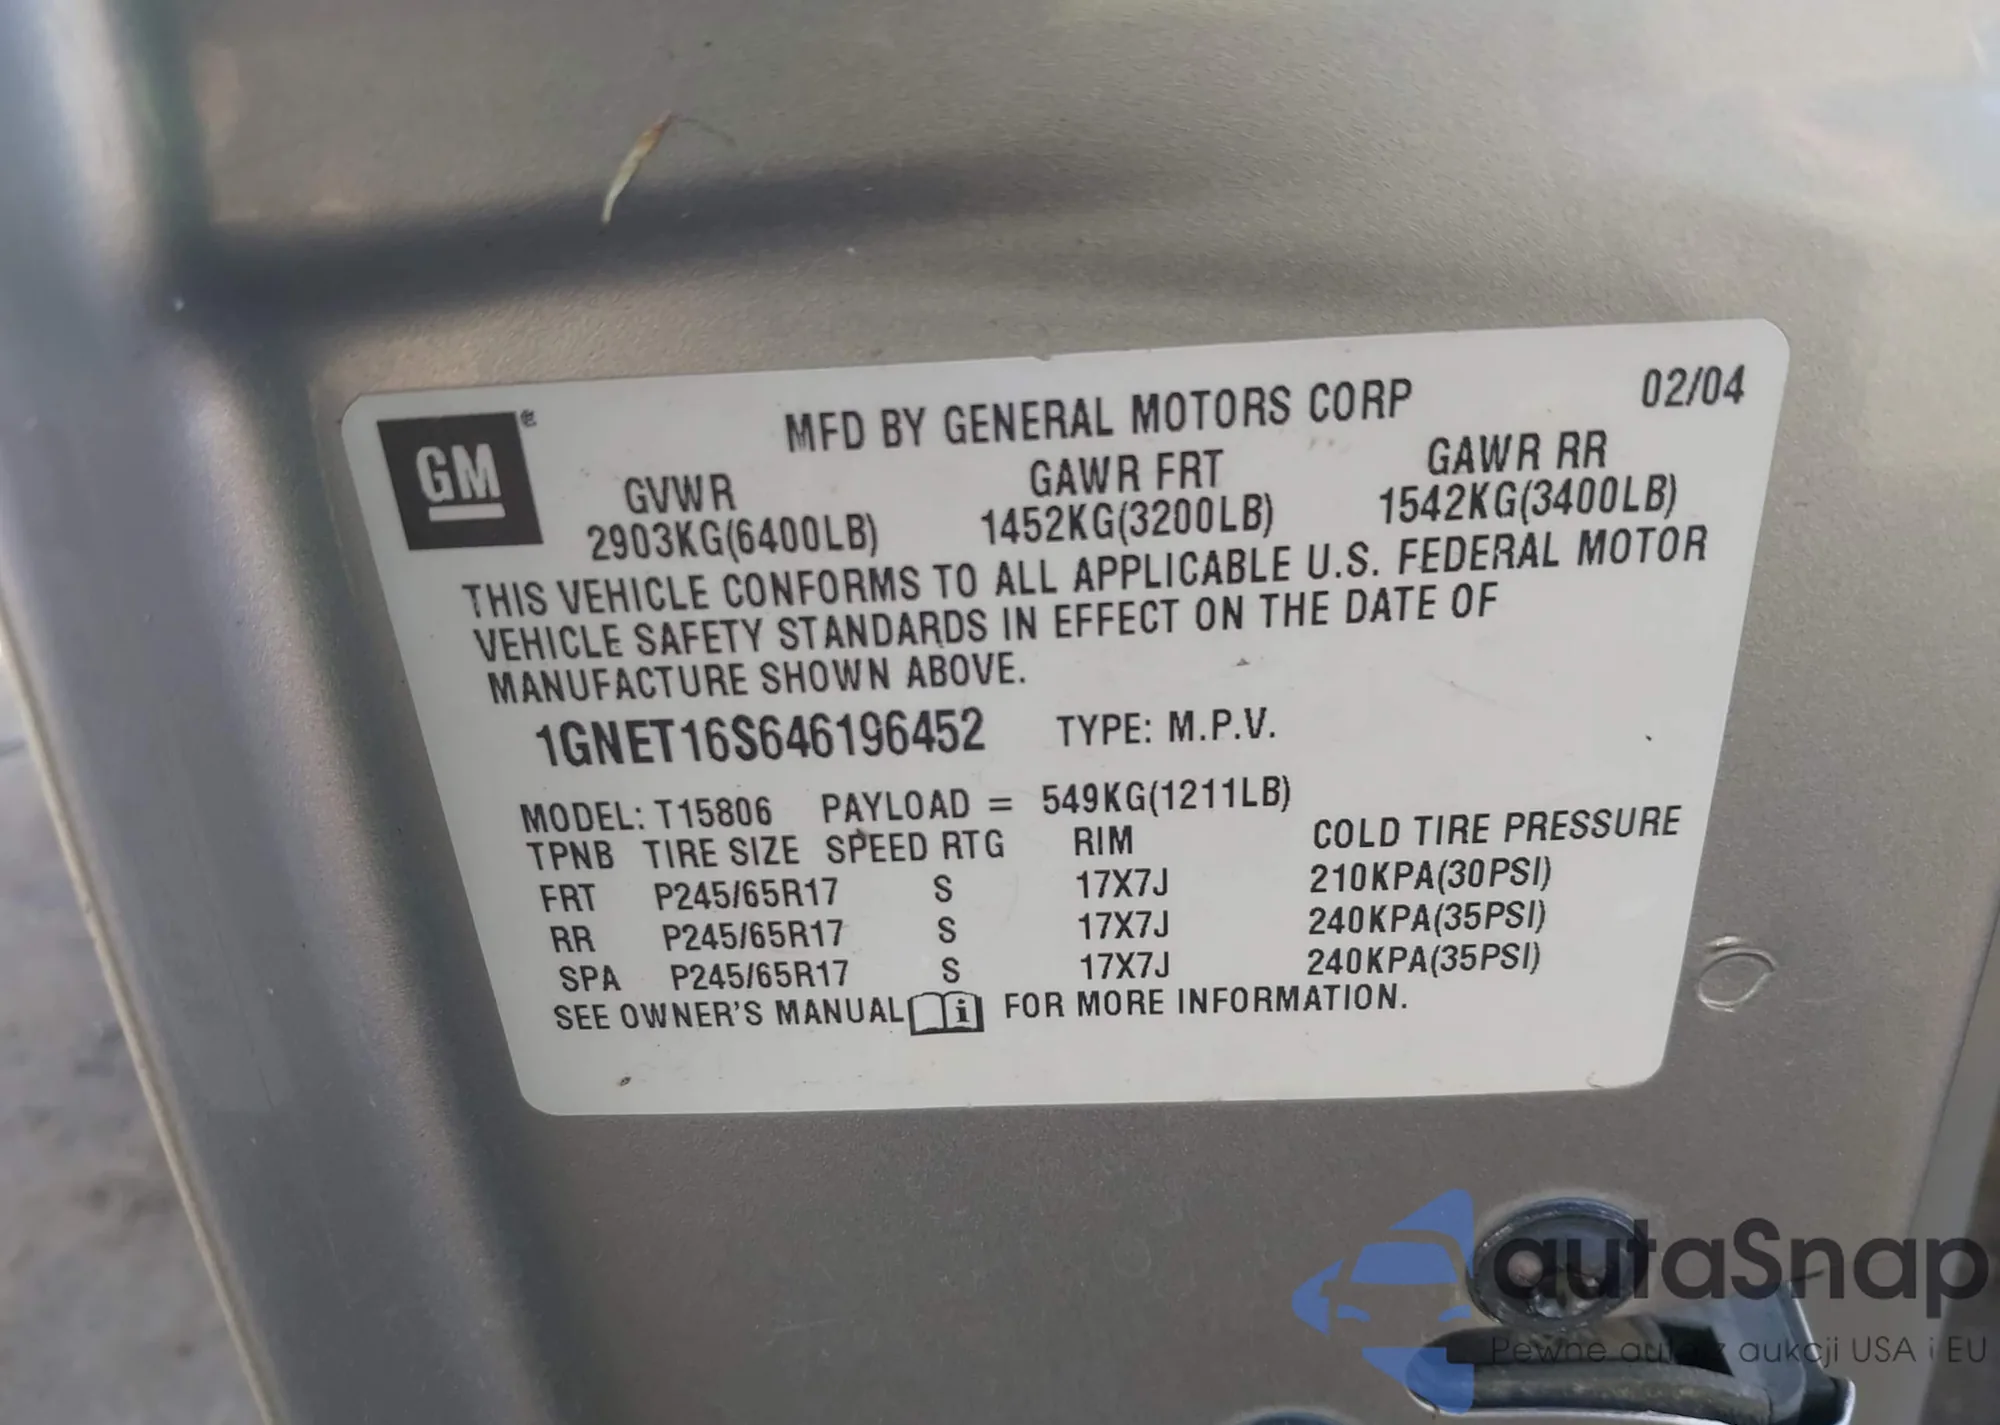 MFD BY GENERAL MOTORS CORP 02/04
GM ®
GVWR GAWR FRT GAWR RR
2903KG(6400LB) 1452KG(3200LB) 1542KG(3400LB)
THIS VEHICLE CONFORMS TO ALL APPLICABLE U.S. FEDERAL MOTOR
VEHICLE SAFETY STANDARDS IN EFFECT ON THE DATE OF
MANUFACTURE SHOWN ABOVE.
1GNET16S646196452 TYPE: M.P.V.
MODEL: T15806 PAYLOAD = 549KG(1211LB)
TPNB TIRE SIZE SPEED RTG RIM COLD TIRE PRESSURE
FRT P245/65R17 S 17X7J 210KPA(30PSI)
RR P245/65R17 S 17X7J 240KPA(35PSI)
SPA P245/65R17 S 17X7J 240KPA(35PSI)
SEE OWNER'S MANUAL i FOR MORE INFORMATION.
autaSnap
Pewne auta z aukcji USA i EU